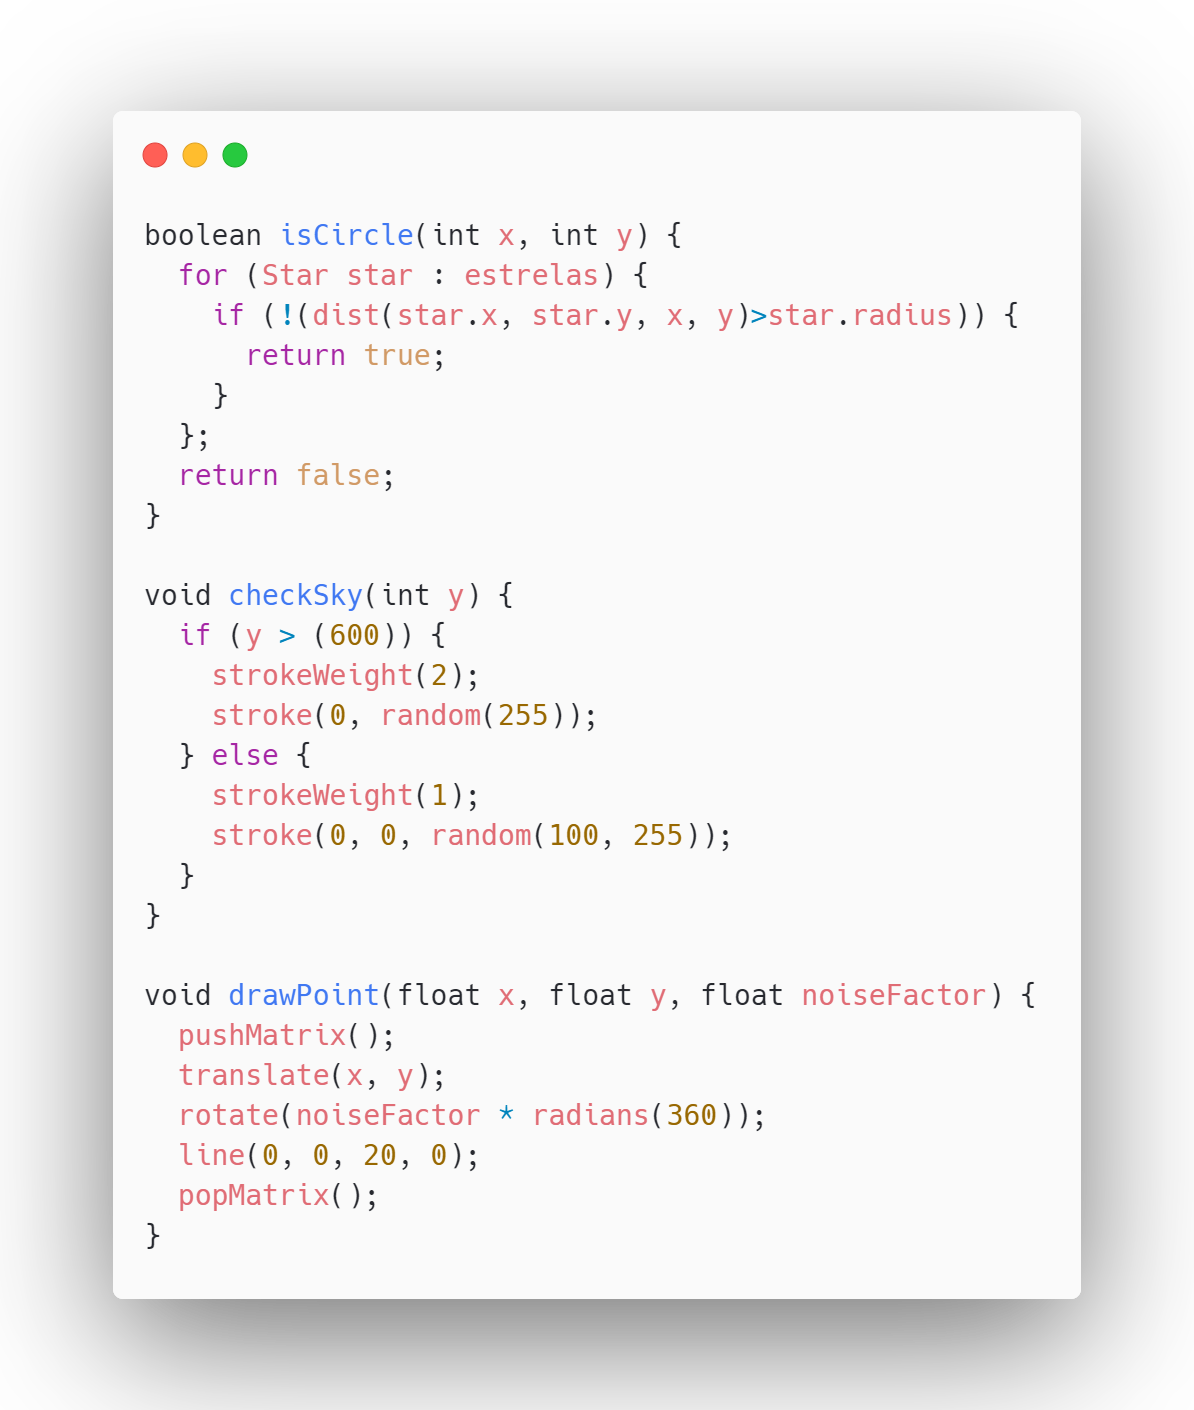 boolean isCircle(int x, int y) {
  for (Star star : estrelas) {
    if (!(dist(star.x, star.y, x, y)>star.radius)) {
      return true;
    }
  };
  return false;
}

void checkSky(int y) {
  if (y > (600)) {
    strokeWeight(2);
    stroke(0, random(255));
  } else {
    strokeWeight(1);
    stroke(0, 0, random(100, 255));
  }
}

void drawPoint(float x, float y, float noiseFactor) {
  pushMatrix();
  translate(x, y);
  rotate(noiseFactor * radians(360));
  line(0, 0, 20, 0);
  popMatrix();
}